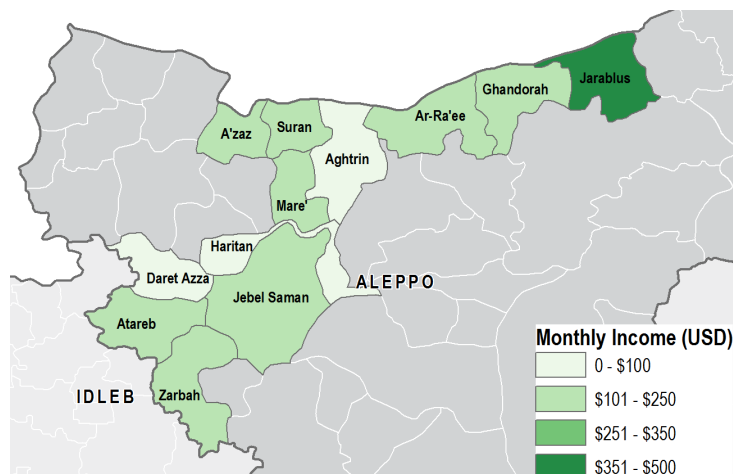 Jarablus
Ghandorah
Ar-Ra'ee
Suran
A'zaz
Aghtrin
Mare'
Haritan
Daret Azza
ALEPPO
Jebel Saman
Atareb
Zarbah
IDLEB
Monthly Income (USD)
0 - $100
$101 - $250
$251 - $350
$351 - $500